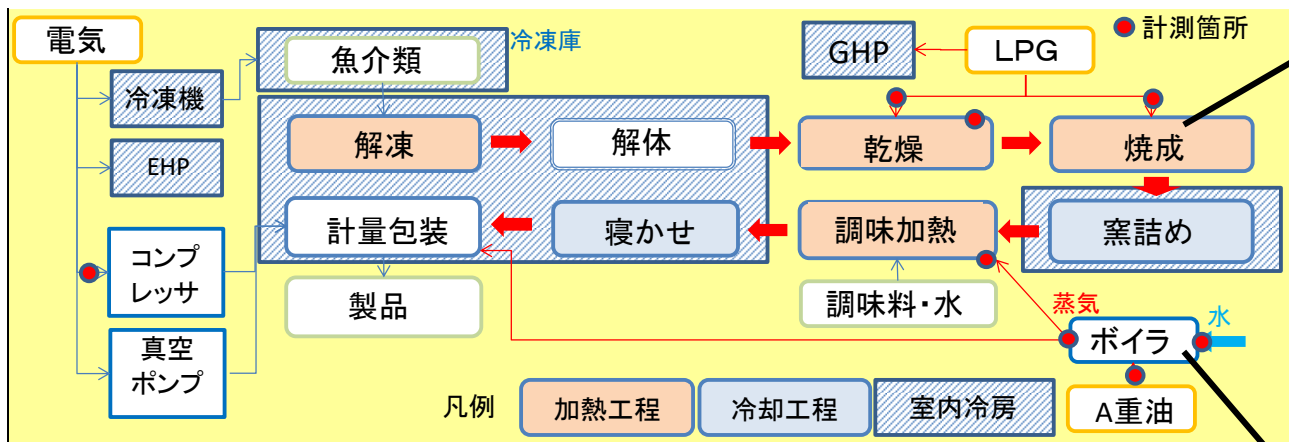 電気
冷凍機
EHP
コンプ
レッサ
真空
ポンプ
魚介類
冷凍庫
解凍
解体
計量包装
寝かせ
製品
GHP
LPG
計測箇所
乾燥
焼成
調味加熱
窯詰め
調味料・水
蒸気
ボイラ
水
A重油
凡例
加熱工程
冷却工程
室内冷房